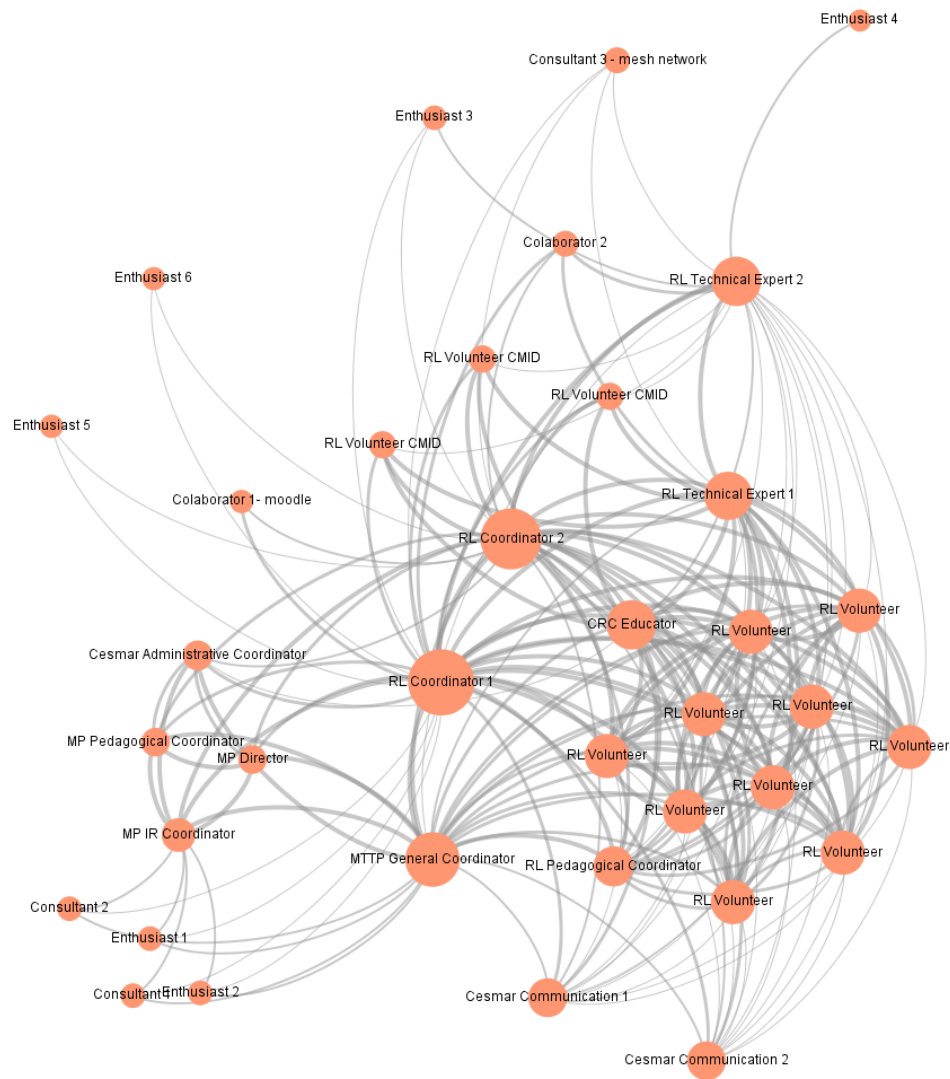 Enthusiast 4
Consultant 3 - mesh network
Enthusiast 3
Colaborator 2
Enthusiast 6
RL Technical Expert 2
RL Volunteer CMID
RL Volunteer CMID
Enthusiast 5
RL Volunteer CMID
Colaborator 1- moodle
RL Technical Expert 1
RL Coordinator 2
RL Volunteer
CRC Educator
RL Volunteer
Cesmar Administrative Coordinator
RL Coordinator 1
RL Volunteer
RL Volunteer
MP Pedagogical Coordinator
RL Volunteer
RL Volunteer
MP Director
RL Volunteer
RL Volunteer
MP IR Coordinator
RL Volunteer
MTTP General Coordinator
RL Pedagogical Coordinator
RL Volunteer
Consultant 2
Enthusiast 1
Consultant 1
Enthusiast 2
Cesmar Communication 1
Cesmar Communication 2